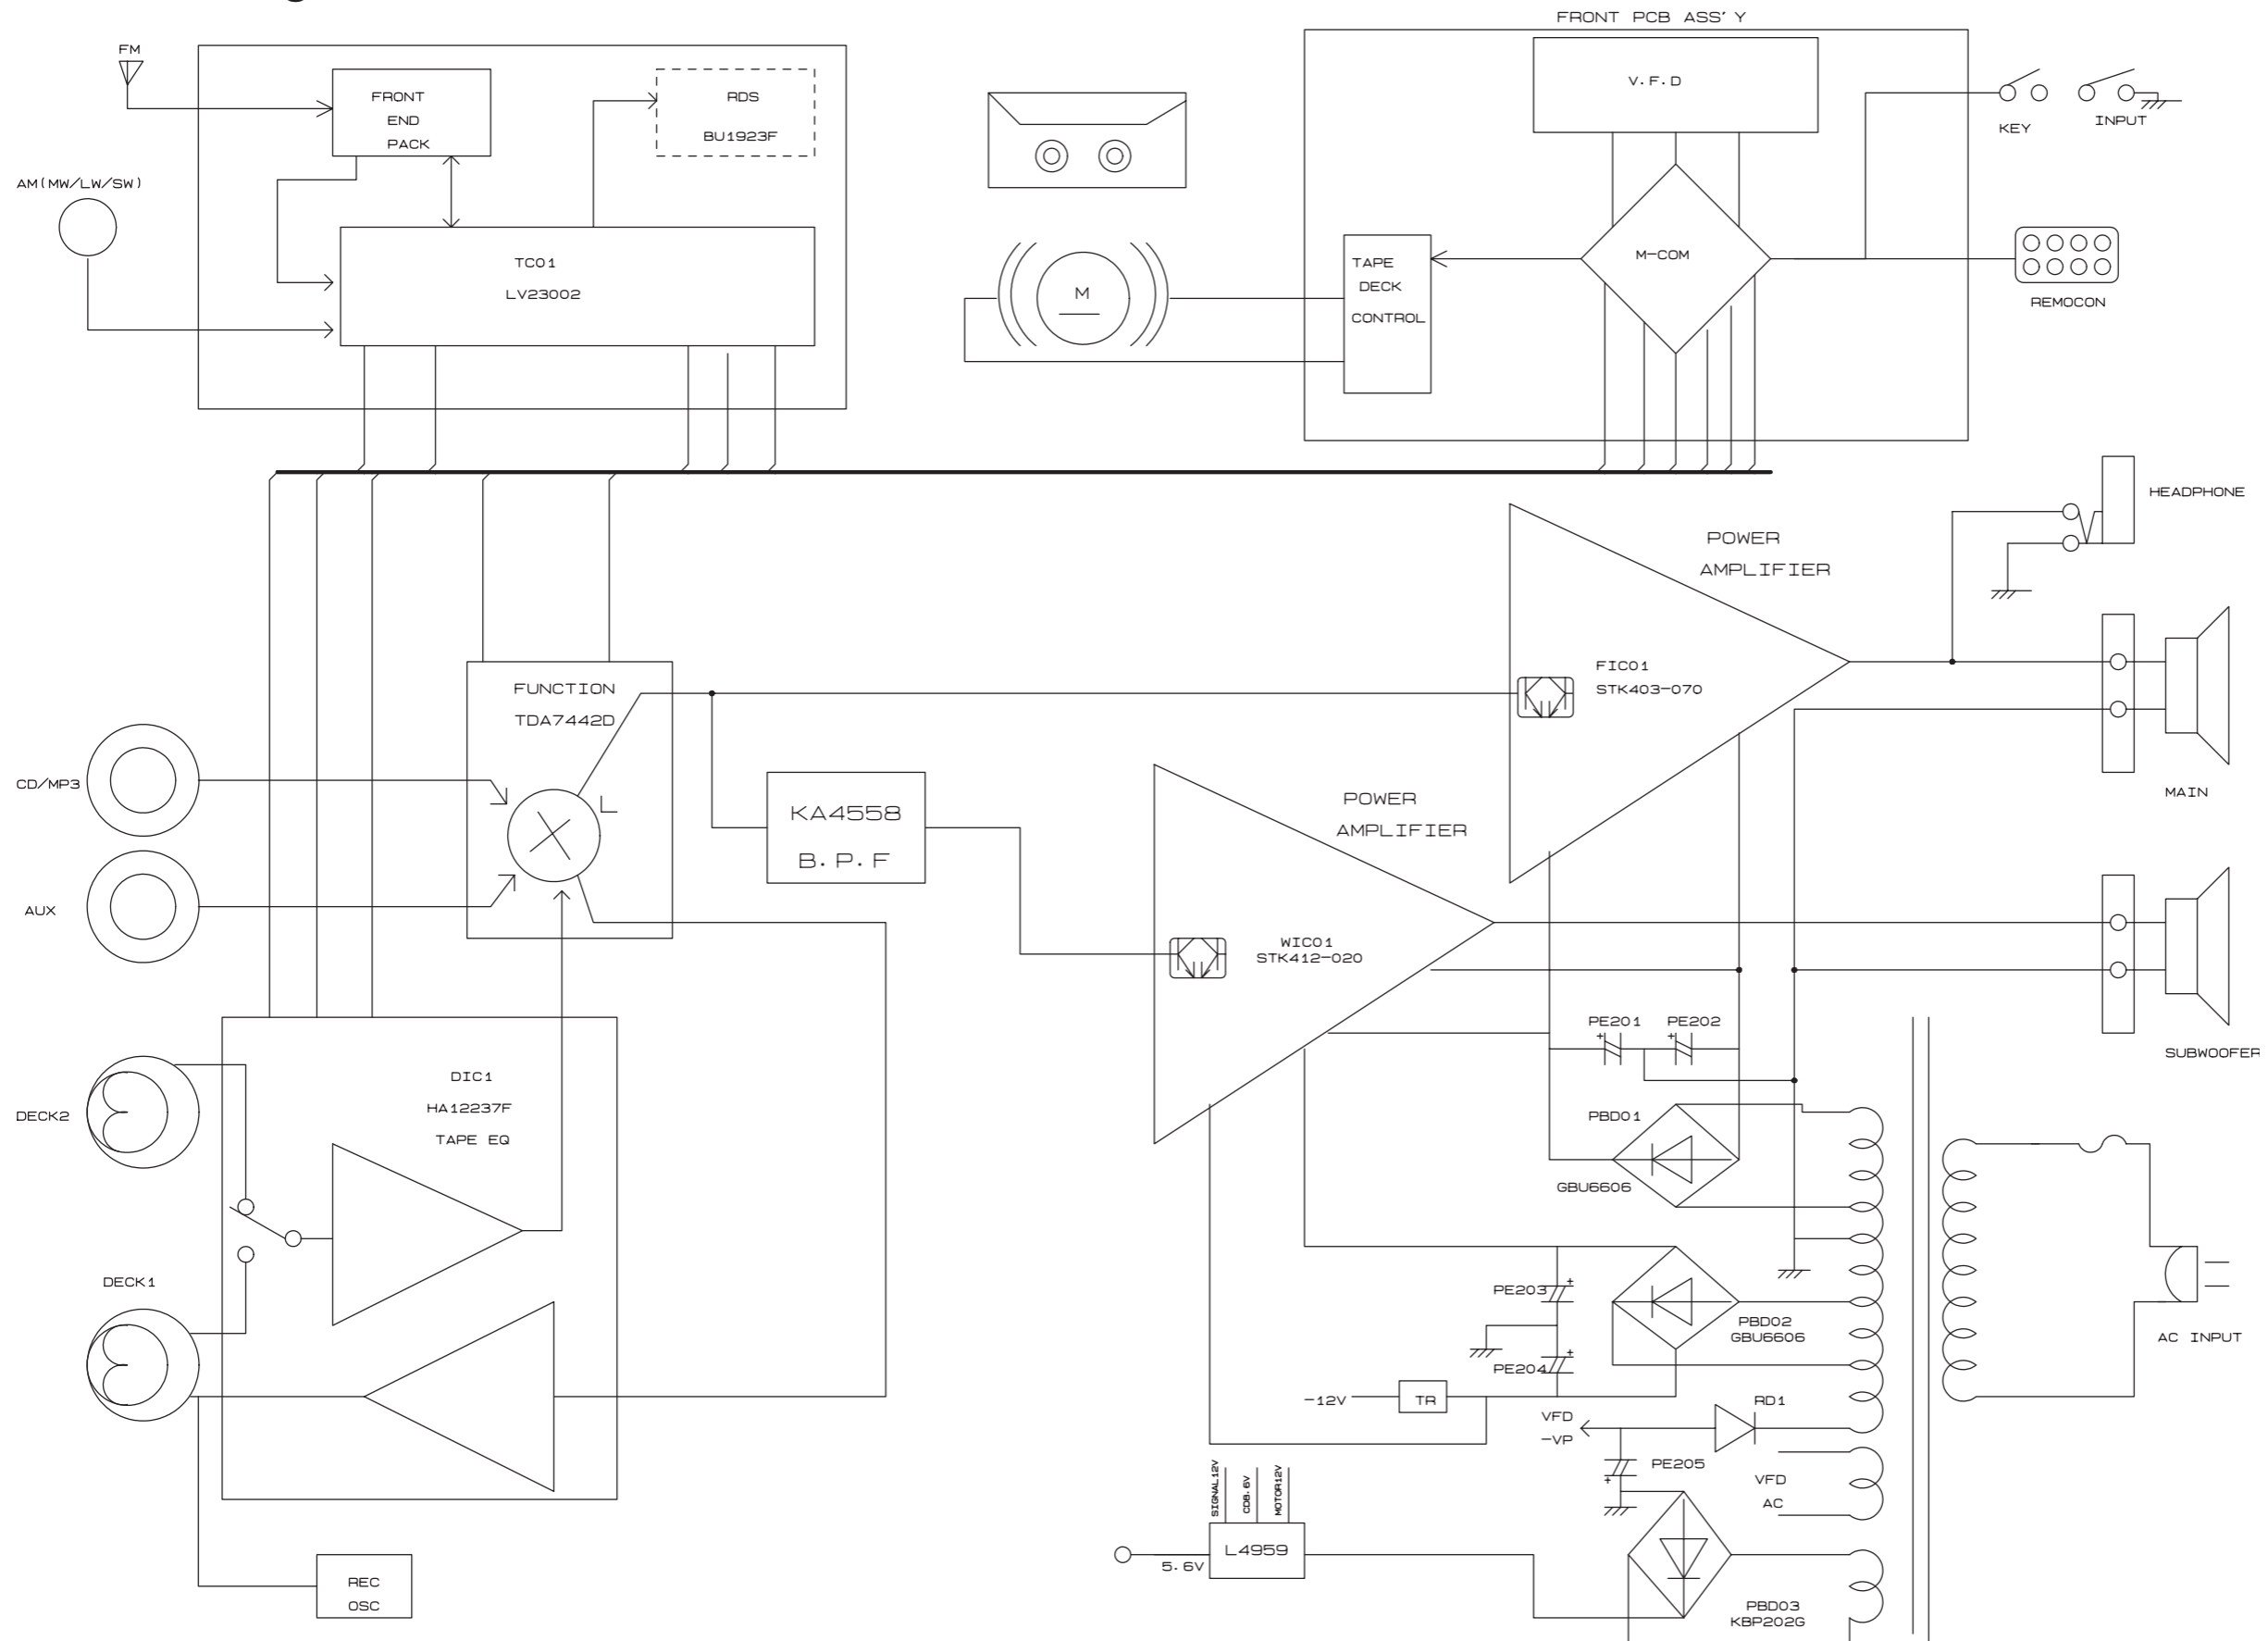 FRONT PCB ASS'Y
FM
FRONT
END
PACK
RDS
BU1923F
V.F.D
KEY
INPUT
AM(MW/LW/SW)
TC01
LV23002
M
TAPE
DECK
CONTROL
M-COM
REMOCON
HEADPHONE
POWER
AMPLIFIER
FUNCTION
TDA7442D
FIC01
STK403-070
CD/MP3
KA4558
B.P.F
POWER
AMPLIFIER
MAIN
AUX
WIC01
STK412-020
PE201
PE202
SUBWOOFER
DECK2
DIC1
HA12237F
TAPE EQ
PBD01
GBU6606
DECK1
PE203
PBD02
GBU6606
AC INPUT
PE204
-12V
TR
RD1
VFD
-VP
PE205
VFD
AC
SIGNAL12V
CD8.6V
MOTOR12V
L4959
5.6V
REC
OSC
PBD03
KBP202G